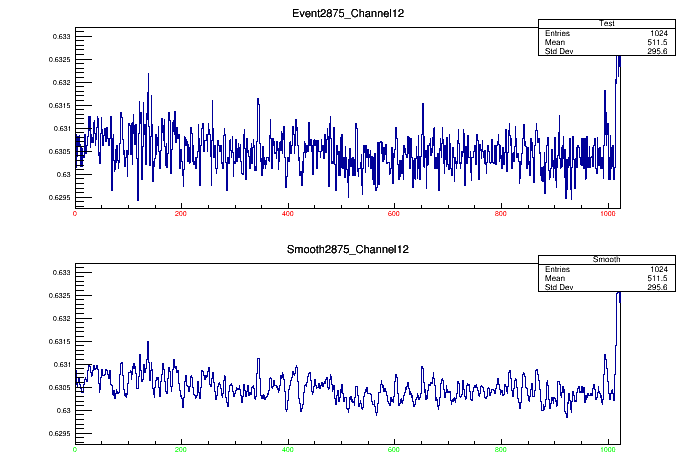 Event2875_Channel12
Test
Entries 1024
Mean 511.5
Std Dev 295.6
0.633
0.6325
0.632
0.6315
0.631
0.6305
0.63
0.6295
0 200 400 600 800 1000
Smooth2875_Channel12
Smooth
Entries 1024
Mean 511.5
Std Dev 295.6
0.633
0.6325
0.632
0.6315
0.631
0.6305
0.63
0.6295
0 200 400 600 800 1000